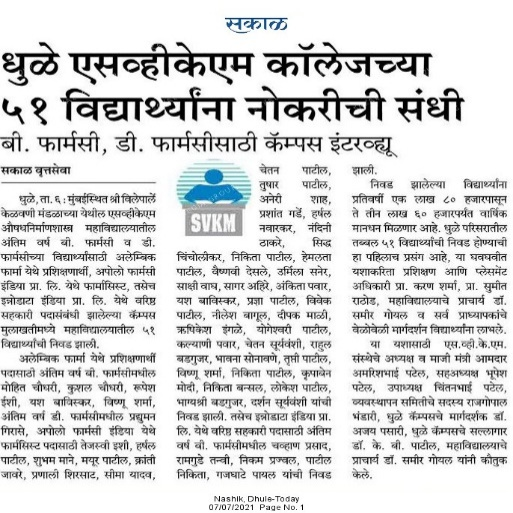 सकाळ
धुळे एसव्हीकेएम कॉलेजच्या
५१ विद्यार्थ्यांना नोकरीची संधी
बी. फार्मसी, डी. फार्मसीसाठी कॅम्पस इंटरव्ह्यू
सकाळ वृत्तसेवा
धुळे, ता. ६ : मुंबईस्थित श्री विलेपार्ले
केळवणी मंडळाच्या येथील एसव्हीकेएम
औषधनिर्माणशास्त्र महाविद्यालयातील
अंतिम वर्ष बी. फार्मसी व डी.
फार्मसीच्या विद्यार्थ्यांसाठी अलेम्बिक
फार्मा येथे प्रशिक्षणार्थी, अपोलो फार्मसी
इंडिया प्रा. लि. येथे फार्मसिस्ट, तसेच
इन्नोडाटा इंडिया प्रा. लि. येथे वरिष्ठ
सहकारी पदासंबंधी झालेल्या कॅम्पस
मुलाखतीमध्ये महाविद्यालयातील ५१
विद्यार्थ्यांची निवड झाली.
अलेम्बिक फार्मा येथे प्रशिक्षणार्थी
पदासाठी अंतिम वर्ष बी. फार्मसीमधील
मोहित चौधरी, कुशल चौधरी, रूपेश
ईशी, यश बाविस्कर, विष्णू शर्मा,
अंतिम वर्ष डी. फार्मसीमधील प्रद्युमन
गिरासे, अपोलो फार्मसी इंडिया येथे
फार्मासिस्ट पदासाठी तेजस्वी इशी, हर्षल
पाटील, शुभम माने, मयूर पाटील, क्रांती
जावरे, प्रणाली शिरसाट, सीमा यादव,
SVKM
चेतन पाटील,
तुषार पाटील,
अनेरी शाह,
प्रशांत गर्डे, हर्षल
नवारकर, नंदिनी
ठाकरे, सिद्ध
चिंचोलीकर, निकिता पाटील, हेमलता
पाटील, वैष्णवी देसले, उर्मिला सनेर,
साक्षी वाघ, सागर अहिरे, अंकिता पवार,
यश बाविस्कर, प्रज्ञा पाटील, विवेक
पाटील, नीलेश बागूल, दीपक माळी,
ऋषिकेश इंगळे, योगेश्वरी पाटील,
कल्याणी पवार, चेतन सूर्यवंशी, राहुल
बडगुजर, भावना सोनावणे, तृप्ती पाटील,
विष्णू शर्मा, निकिता पाटील, कृपाबेन
मोदी, निकिता बन्सल, लोकेश पाटील,
भाग्यश्री बडगुजर, दर्शन सूर्यवंशी यांची
निवड झाली. तसेच इन्नोडाटा इंडिया प्रा.
लि. येथे वरिष्ठ सहकारी पदासाठी अंतिम
वर्ष बी. फार्मसीमधील चव्हाण प्रसाद,
रामगुडे तन्वी, निकम प्रज्वल, पाटील
निकिता, गजघाटे पायल यांची निवड
झाली.
निवड झालेल्या विद्यार्थ्यांना
प्रतिवर्षी एक लाख ८० हजारपासून
ते तीन लाख ६० हजारपर्यंत वार्षिक
मानधन मिळणार आहे. धुळे परिसरातील
तब्बल ५१ विद्यार्थ्यांची निवड होण्याची
हा पहिलाच प्रसंग आहे, या घवघवीत
यशाकरिता प्रशिक्षण आणि प्लेसमेंट
अधिकारी प्रा. करण शर्मा, प्रा. सुमीत
राठोड, महाविद्यालयाचे प्राचार्य डॉ.
समीर गोयल व सर्व प्राध्यापकांचे
वेळोवेळी मार्गदर्शन विद्यार्थ्यांना लाभले.
या यशासाठी एस.व्ही.के.एम.
संस्थेचे अध्यक्ष व माजी मंत्री आमदार
अमरिशभाई पटेल, सहअध्यक्ष भूपेश
पटेल, उपाध्यक्ष चिंतनभाई पटेल,
व्यवस्थापन समितीचे सदस्य राजगोपाल
भंडारी, धुळे कॅम्पसचे मार्गदर्शक डॉ.
अजय पसारी, धुळे कॅम्पसचे सल्लागार
डॉ. के. बी. पाटील, महाविद्यालयाचे
प्राचार्य डॉ. समीर गोयल यांनी कौतुक
केले.
Nashik, Dhule-Today
07/07/2021 Page No. 1